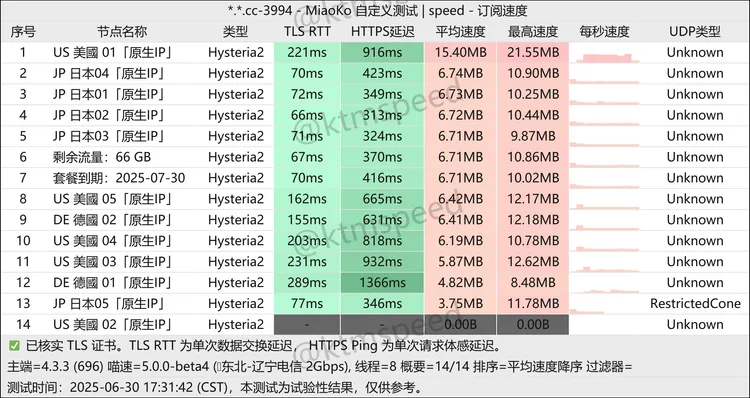 *.*.cc-3994 - MiaoKo 自定义测试 | speed - 订阅速度
序号 节点名称 类型 TLS RTT HTTPS延迟 平均速度 最高速度 每秒速度 UDP类型
1 US 美國 01「原生IP」 Hysteria2 221ms 916ms 15.40MB 21.55MB Unknown
2 JP 日本04「原生IP」 Hysteria2 70ms 423ms 6.74MB 10.90MB Unknown
3 JP 日本01「原生IP」 Hysteria2 72ms 349ms 6.73MB 10.25MB Unknown
4 JP 日本02「原生IP」 Hysteria2 66ms 313ms 6.72MB 10.44MB Unknown
5 JP 日本03「原生IP」 Hysteria2 71ms 324ms 6.71MB 9.87MB Unknown
6 剩余流量：66 GB Hysteria2 67ms 370ms 6.71MB 10.86MB Unknown
7 套餐到期：2025-07-30 Hysteria2 70ms 416ms 6.71MB 10.02MB Unknown
8 US 美國 05「原生IP」 Hysteria2 162ms 665ms 6.42MB 12.17MB Unknown
9 DE 德國 02「原生IP」 Hysteria2 155ms 631ms 6.41MB 12.18MB Unknown
10 US 美國 04「原生IP」 Hysteria2 203ms 818ms 6.19MB 10.78MB Unknown
11 US 美國 03「原生IP」 Hysteria2 231ms 932ms 5.87MB 12.62MB Unknown
12 DE 德國 01「原生IP」 Hysteria2 289ms 1366ms 4.82MB 8.48MB Unknown
13 JP 日本05「原生IP」 Hysteria2 77ms 346ms 3.75MB 11.78MB RestrictedCone
14 US 美國 02「原生IP」 Hysteria2 - - 0.00B 0.00B Unknown
✅ 已核实 TLS 证书。TLS RTT 为单次数据交换延迟， HTTPS Ping 为单次请求体感延迟。
主端=4.3.3 (696) 喵速=5.0.0-beta4 (东北-辽宁电信 2Gbps), 线程=8 概要=14/14 排序=平均速度降序 过滤器=
测试时间：2025-06-30 17:31:42 (CST)，本测试为试验性结果，仅供参考。
@ktmspeed
@ktmspeed
@ktmspeed
@ktmspeed